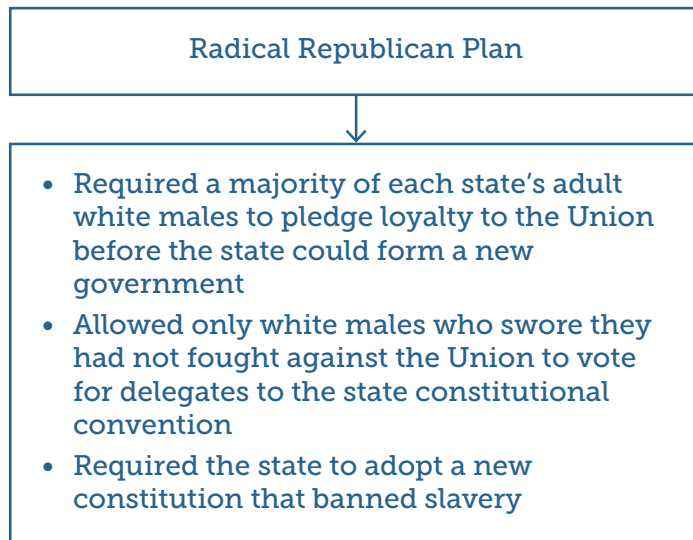 Radical Republican Plan
• Required a majority of each state’s adult
white males to pledge loyalty to the Union
before the state could form a new
government
• Allowed only white males who swore they
had not fought against the Union to vote
for delegates to the state constitutional
convention
• Required the state to adopt a new
constitution that banned slavery